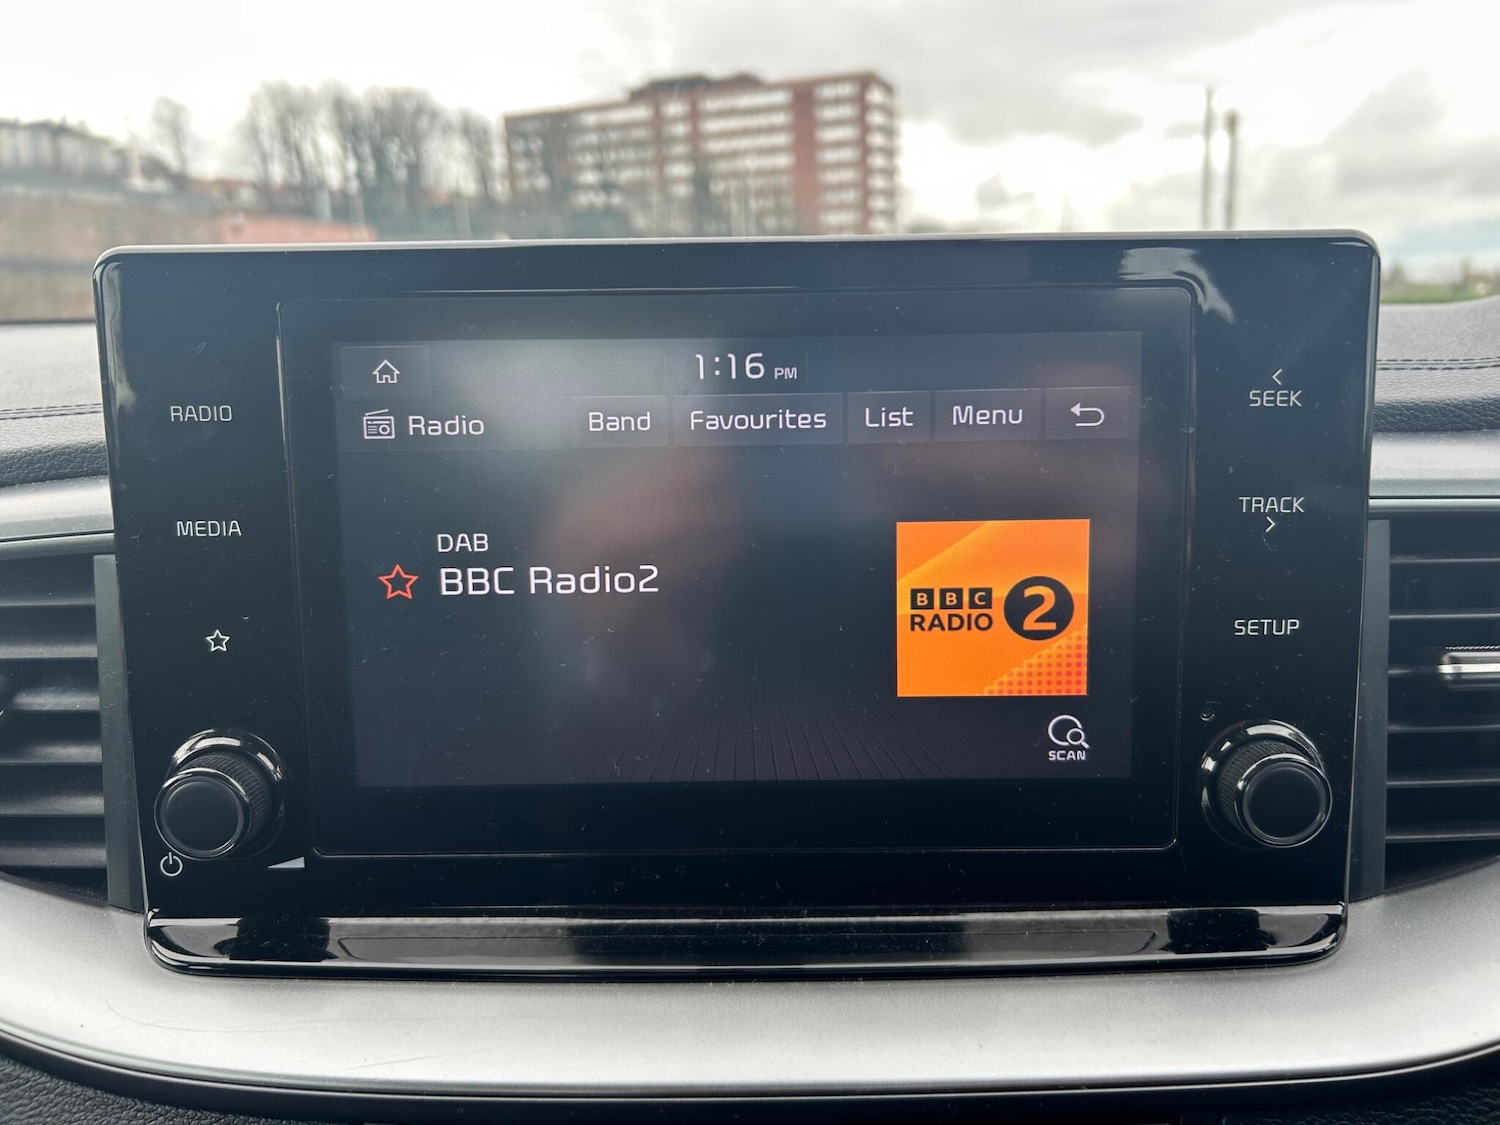 1:16 PM
Radio Band Favourites List Menu
RADIO
MEDIA
DAB
BBC Radio2
BBC
RADIO 2
SCAN
SEEK
TRACK
SETUP